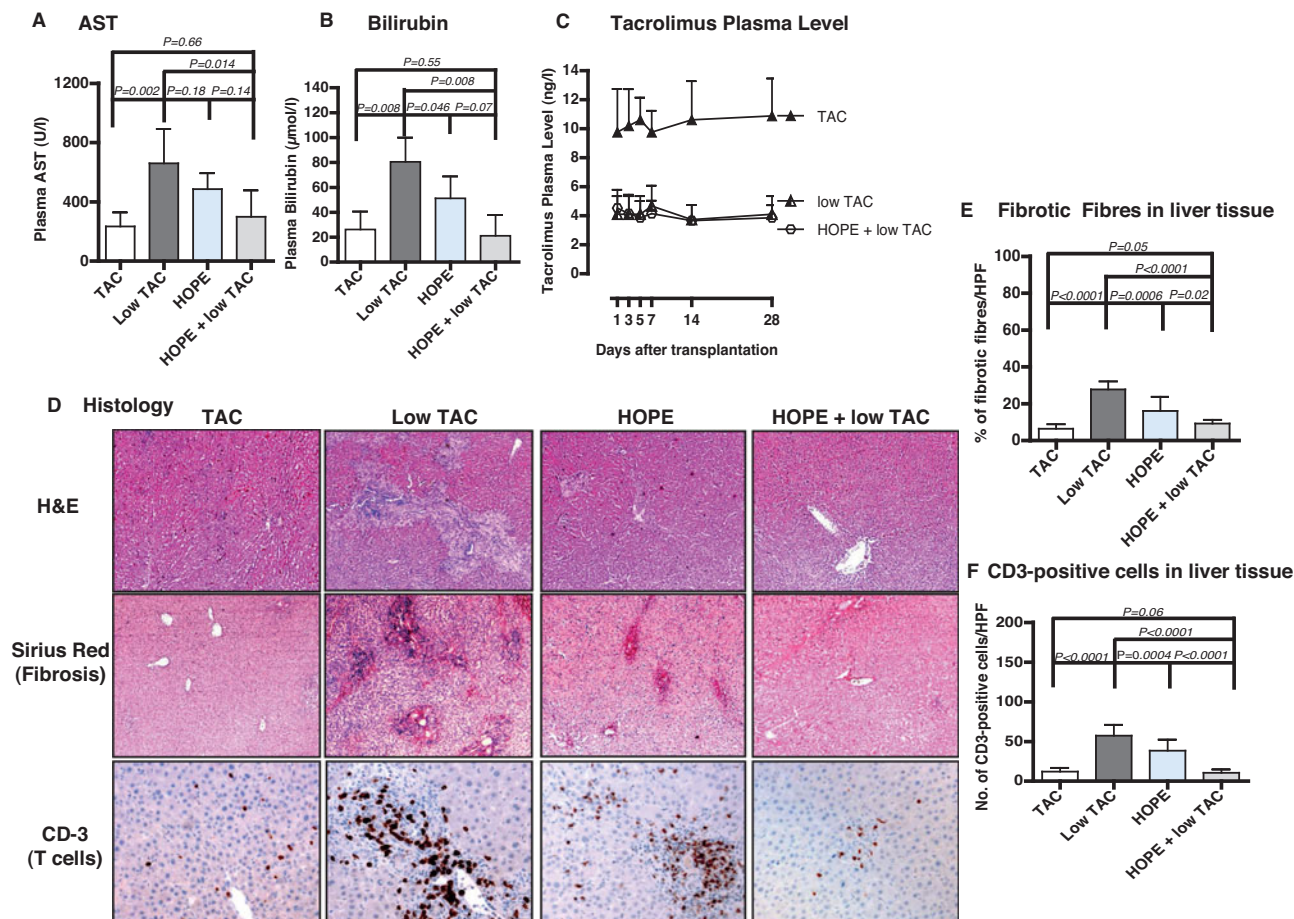 A AST
P=0.66
P=0.014
P=0.002 P=0.18 P=0.14
Plasma AST (U/l)
1200
800
400
0
TAC
Low TAC
HOPE
HOPE + low TAC
B Bilirubin
P=0.55
P=0.008
P=0.008 P=0.046 P=0.07
Plasma Bilirubin (μmol/l)
140
120
100
80
60
40
20
0
TAC
Low TAC
HOPE
HOPE + low TAC
C Tacrolimus Plasma Level
Tacrolimus Plasma Level (ng/l)
14
12
10
8
6
4
2
0
TAC
low TAC
HOPE + low TAC
1 3 5 7 14 28
Days after transplantation
D Histology
TAC Low TAC HOPE HOPE + low TAC
H&E
Sirius Red
(Fibrosis)
CD-3
(T cells)
E Fibrotic Fibres in liver tissue
P=0.05
P<0.0001
P<0.0001 P=0.0006 P=0.02
% of fibrotic fibres/HPF
100
80
60
40
20
0
TAC
Low TAC
HOPE
HOPE + low TAC
F CD3-positive cells in liver tissue
P=0.06
P<0.0001
P<0.0001 P=0.0004 P<0.0001
No. of CD3-positive cells/HPF
200
150
100
50
0
TAC
Low TAC
HOPE
HOPE + low TAC